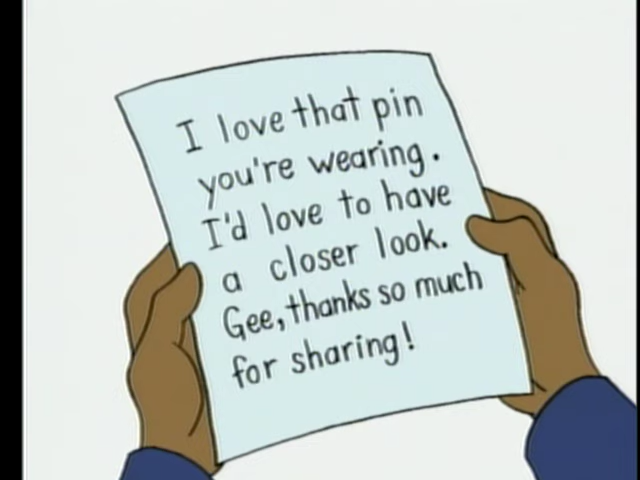 I love that pin
you're wearing.
I'd love to have
a closer look.
Gee, thanks so much
for sharing!